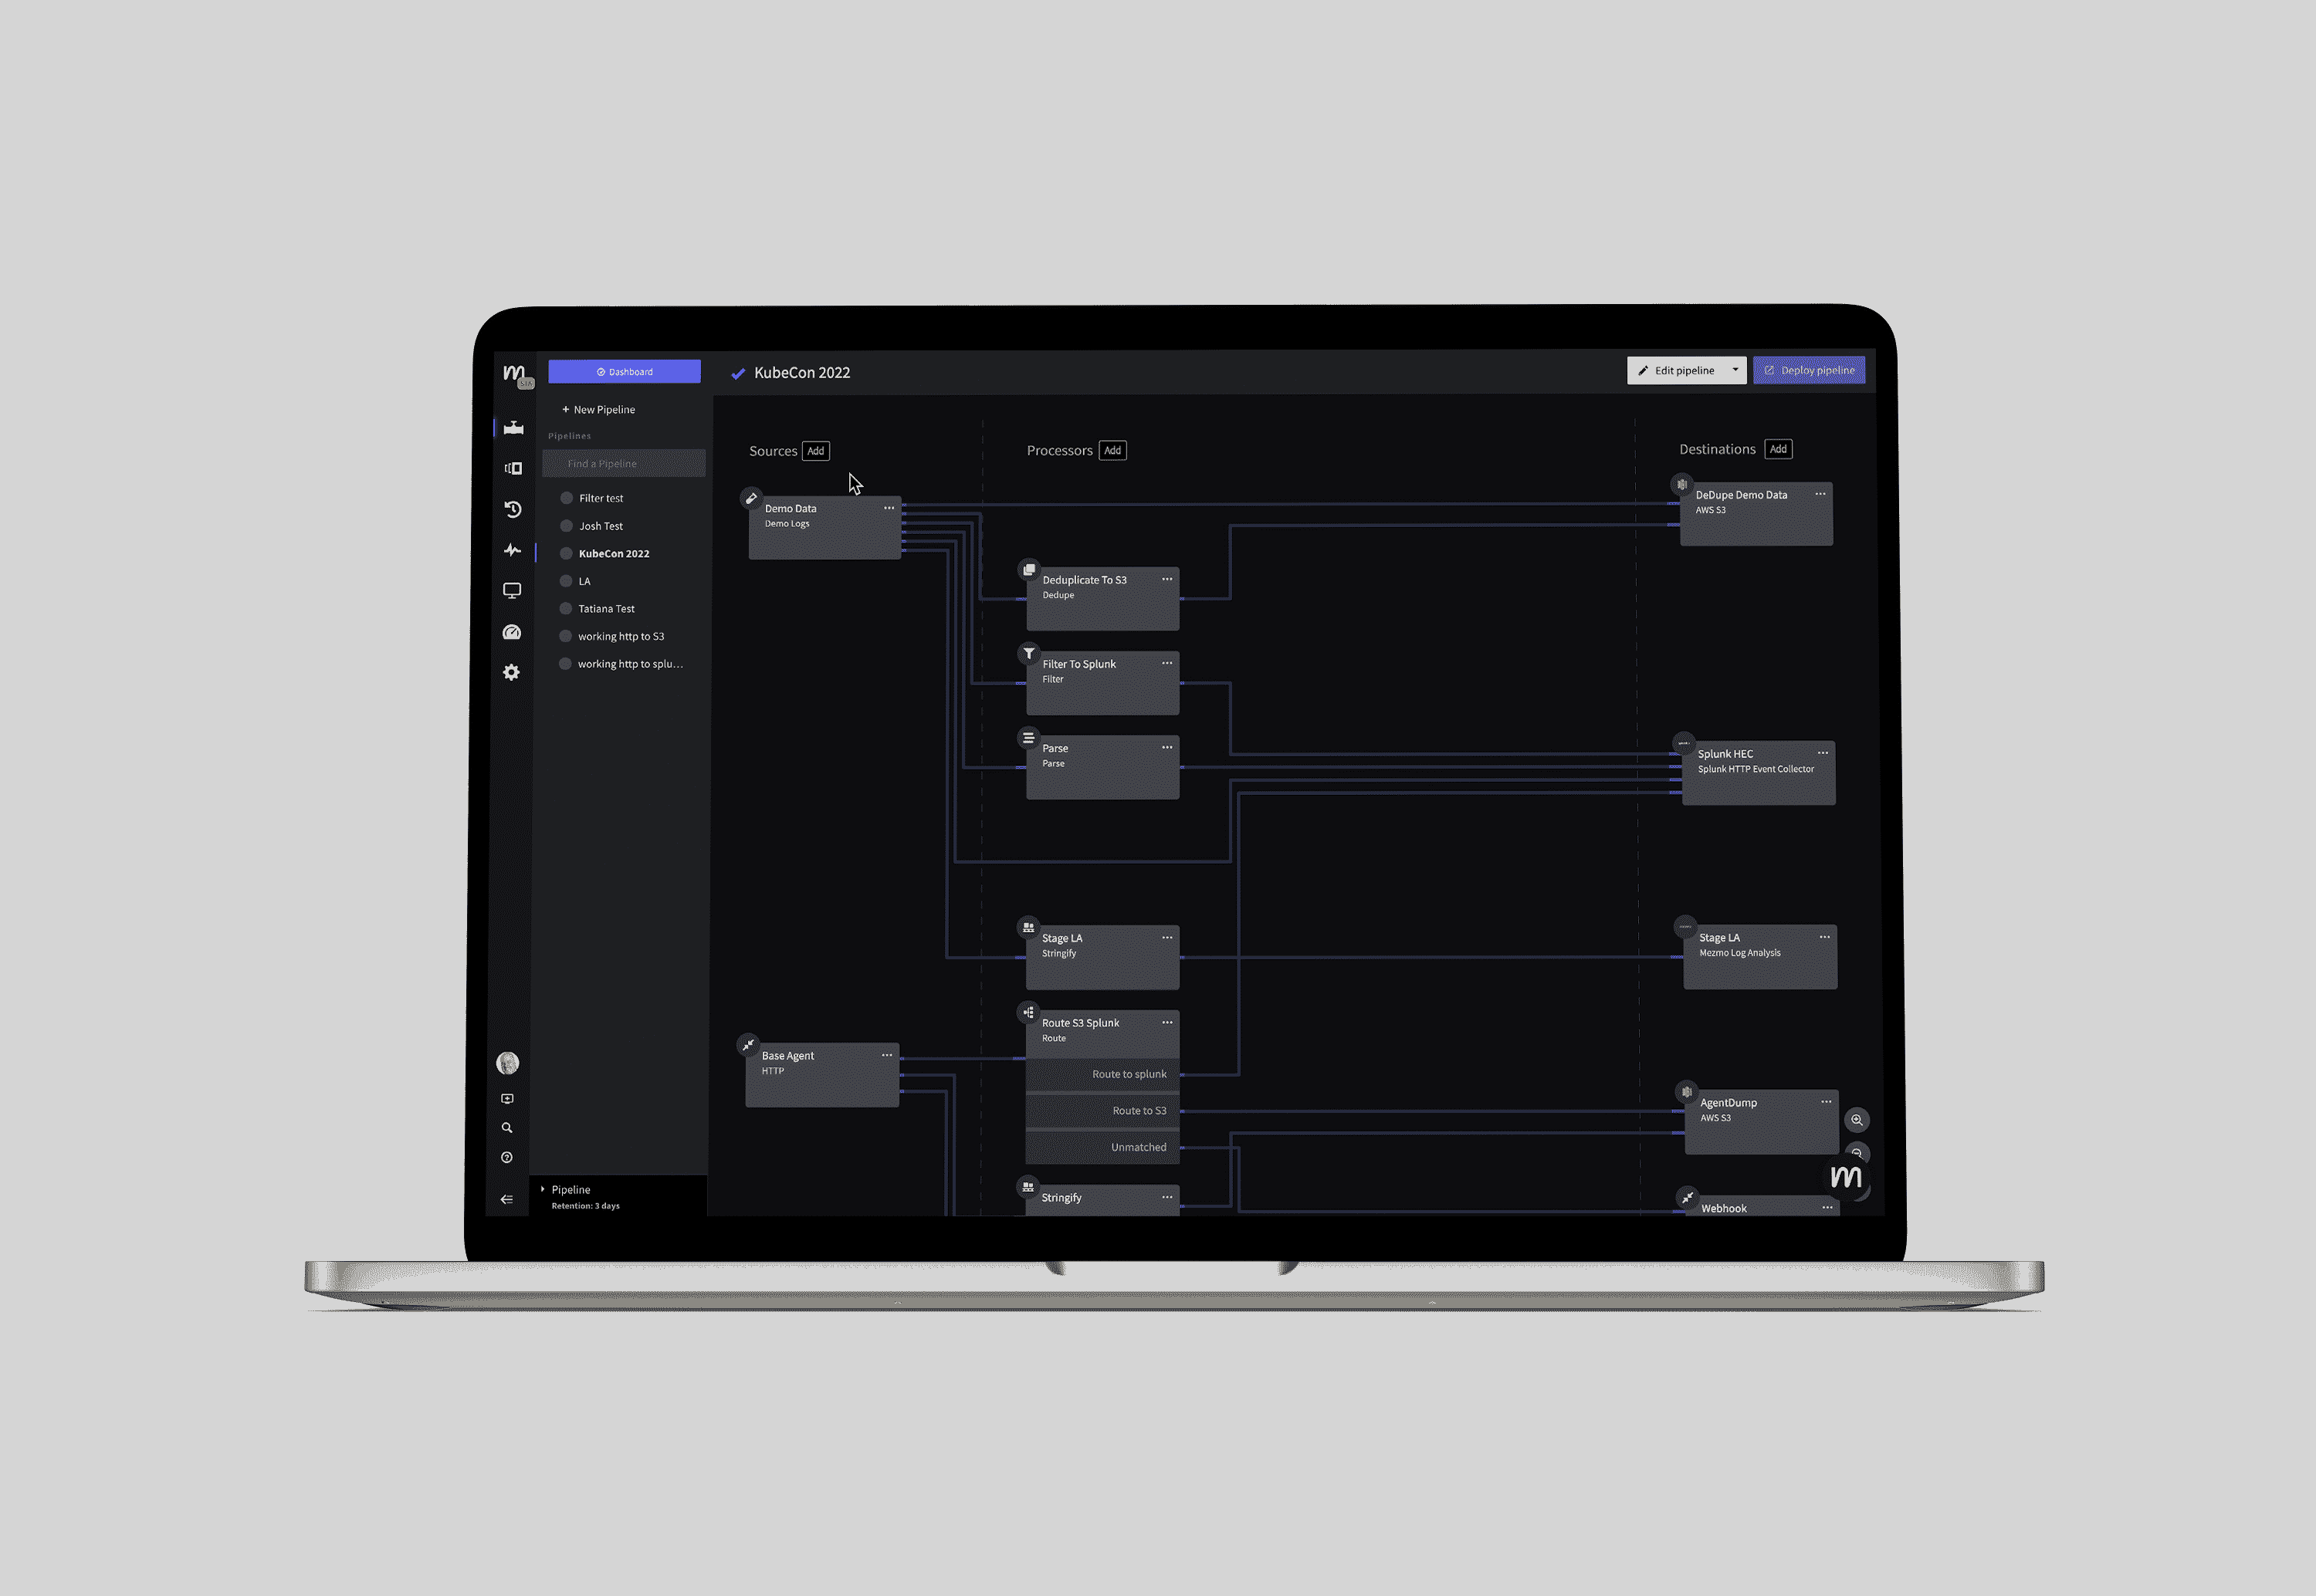 m
Dashboard
KubeCon 2022
Edit pipeline
Deploy pipeline
+ New Pipeline
Pipelines
Find a Pipeline
Filter test
Josh Test
KubeCon 2022
LA
Tatiana Test
working http to S3
working http to splu...
Pipeline
Retention: 3 days
Sources
Add
Demo Data
Demo Logs
Base Agent
HTTP
Processors
Add
Deduplicate To S3
Dedupe
Filter To Splunk
Filter
Parse
Parse
Stage LA
Stringify
Route S3 Splunk
Route
Route to splunk
Route to S3
Unmatched
Stringify
Destinations
Add
DeDupe Demo Data
AWS S3
Splunk HEC
Splunk HTTP Event Collector
Stage LA
Mezmo Log Analysis
AgentDump
AWS S3
Webhook
m